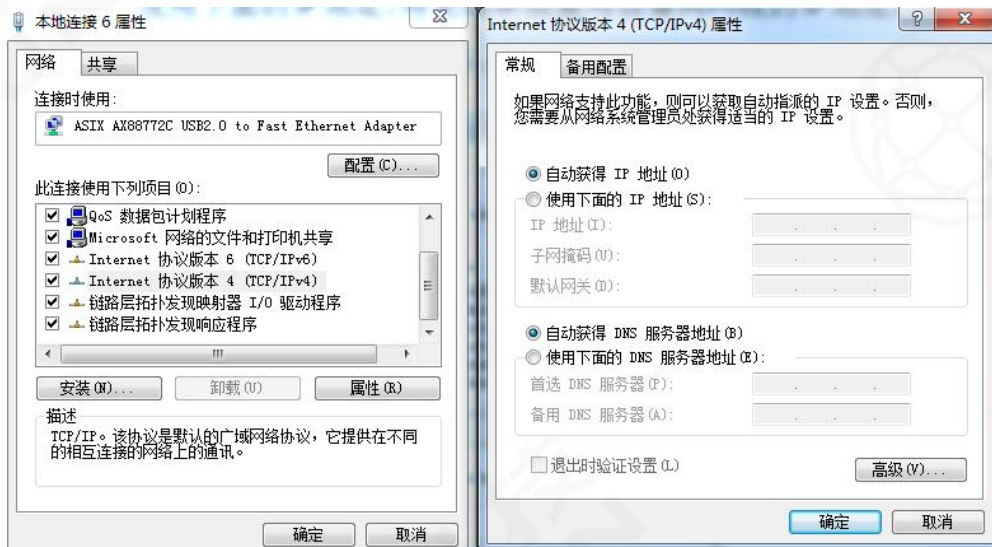 本地连接 6 属性
网络
共享
连接时使用:
ASIX AX88772C USB2.0 to Fast Ethernet Adapter
配置(C)...
此连接使用下列项目(O):
QoS 数据包计划程序
Microsoft 网络的文件和打印机共享
Internet 协议版本 6 (TCP/IPv6)
Internet 协议版本 4 (TCP/IPv4)
链路层拓扑发现映射器 I/O 驱动程序
链路层拓扑发现响应程序
安装(N)...
卸载(U)
属性(R)
描述
TCP/IP。该协议是默认的广域网络协议，它提供在不同
的相互连接的网络上的通讯。
确定
取消
Internet 协议版本 4 (TCP/IPv4) 属性
常规
备用配置
如果网络支持此功能，则可以获取自动指派的 IP 设置。否则，
您需要从网络系统管理员处获得适当的 IP 设置。
自动获得 IP 地址(O)
使用下面的 IP 地址(S):
IP 地址(I):
子网掩码(U):
默认网关(D):
自动获得 DNS 服务器地址(B)
使用下面的 DNS 服务器地址(E):
首选 DNS 服务器(P):
备用 DNS 服务器(A):
退出时验证设置(L)
高级(V)...
确定
取消